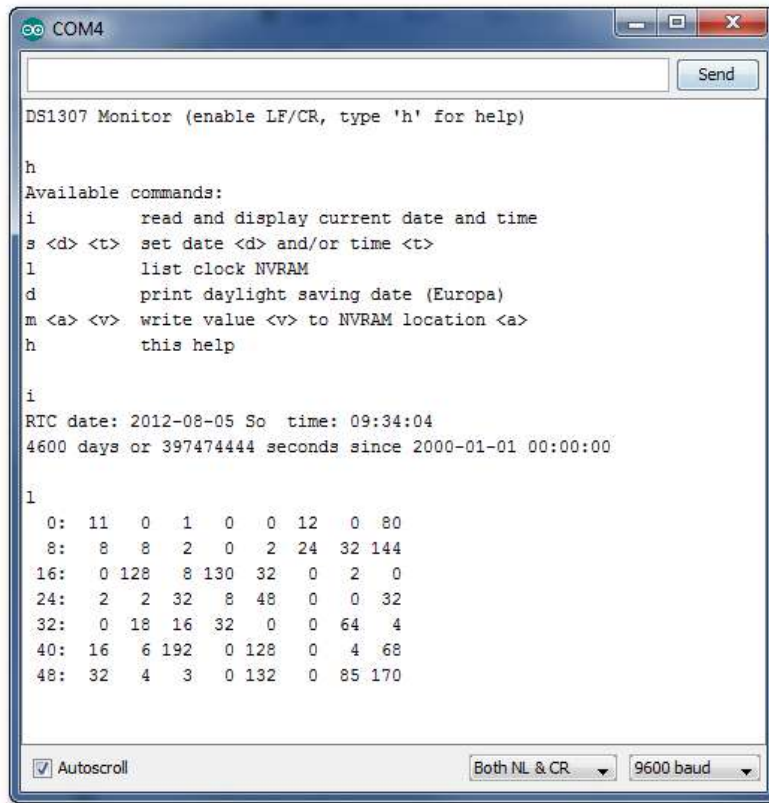 COM4
Send
DS1307 Monitor (enable LF/CR, type 'h' for help)
h
Available commands:
i           read and display current date and time
s <d> <t>  set date <d> and/or time <t>
l           list clock NVRAM
d           print daylight saving date (Europa)
m <a> <v>  write value <v> to NVRAM location <a>
h           this help
i
RTC date: 2012-08-05 So  time: 09:34:04
4600 days or 397474444 seconds since 2000-01-01 00:00:00
l
  0:  11   0   1   0   0  12   0  80
  8:   8   8   2   0   2  24  32 144
 16:   0 128   8 130  32   0   2   0
 24:   2   2  32   8  48   0   0  32
 32:   0  18  16  32   0   0  64   4
 40:  16   6 192   0 128   0   4  68
 48:  32   4   3   0 132   0  85 170
Autoscroll
Both NL & CR
9600 baud